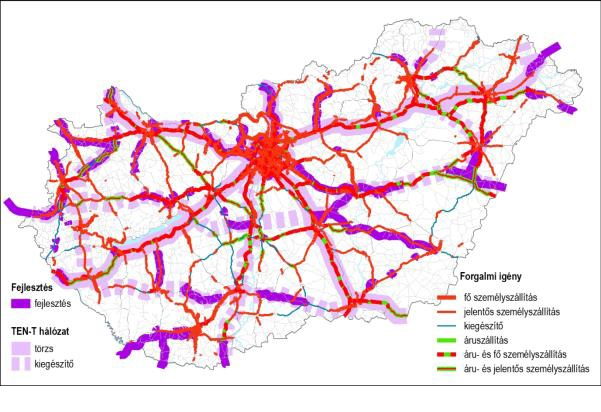 Fejlesztés
fejlesztés
TEN-T hálózat
törzs
kiegészítő
Forgalmi igény
fő személyszállítás
jelentős személyszállítás
kiegészítő
áruszállítás
áru- és fő személyszállítás
áru- és jelentős személyszállítás